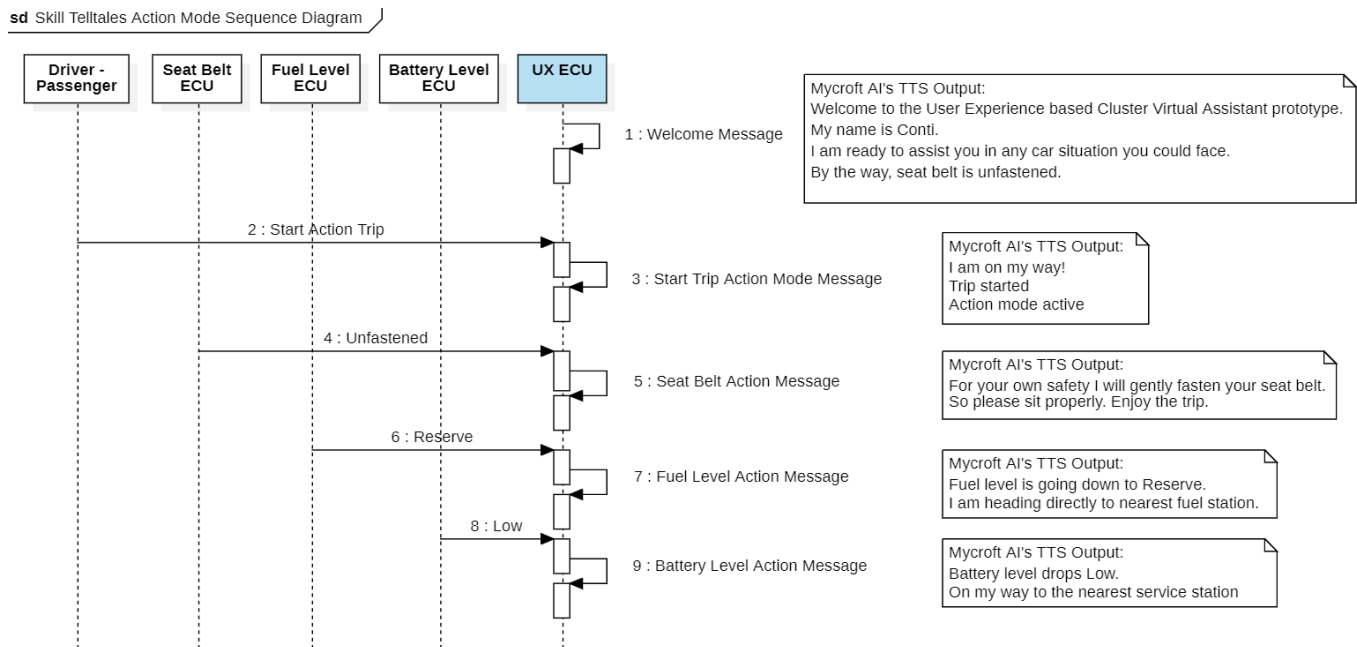 sd Skill Telltales Action Mode Sequence Diagram
Driver -
Passenger
Seat Belt
ECU
Fuel Level
ECU
Battery Level
ECU
UX ECU
1 : Welcome Message
Mycroft AI's TTS Output:
Welcome to the User Experience based Cluster Virtual Assistant prototype.
My name is Conti.
I am ready to assist you in any car situation you could face.
By the way, seat belt is unfastened.
2 : Start Action Trip
3 : Start Trip Action Mode Message
Mycroft AI's TTS Output:
I am on my way!
Trip started
Action mode active
4 : Unfastened
5 : Seat Belt Action Message
Mycroft AI's TTS Output:
For your own safety I will gently fasten your seat belt.
So please sit properly. Enjoy the trip.
6 : Reserve
7 : Fuel Level Action Message
Mycroft AI's TTS Output:
Fuel level is going down to Reserve.
I am heading directly to nearest fuel station.
8 : Low
9 : Battery Level Action Message
Mycroft AI's TTS Output:
Battery level drops Low.
On my way to the nearest service station